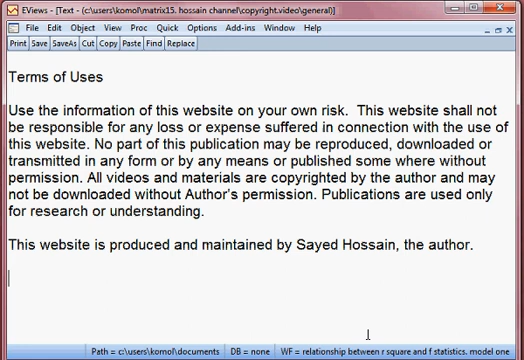 EViews - [Text - (c:\users\komol\matrix15. hossain channel\copyright.video\general)]
File Edit Object View Proc Quick Options Add-ins Window Help
Print Save SaveAs Cut Copy Paste Find Replace
Terms of Uses
Use the information of this website on your own risk. This website shall not
be responsible for any loss or expense suffered in connection with the use of
this website. No part of this publication may be reproduced, downloaded or
transmitted in any form or by any means or published some where without
permission. All videos and materials are copyrighted by the author and may
not be downloaded without Author's permission. Publications are used only
for research or understanding.
This website is produced and maintained by Sayed Hossain, the author.
Path = c:\users\komol\documents DB = none WF = relationship between r square and f statistics. model one